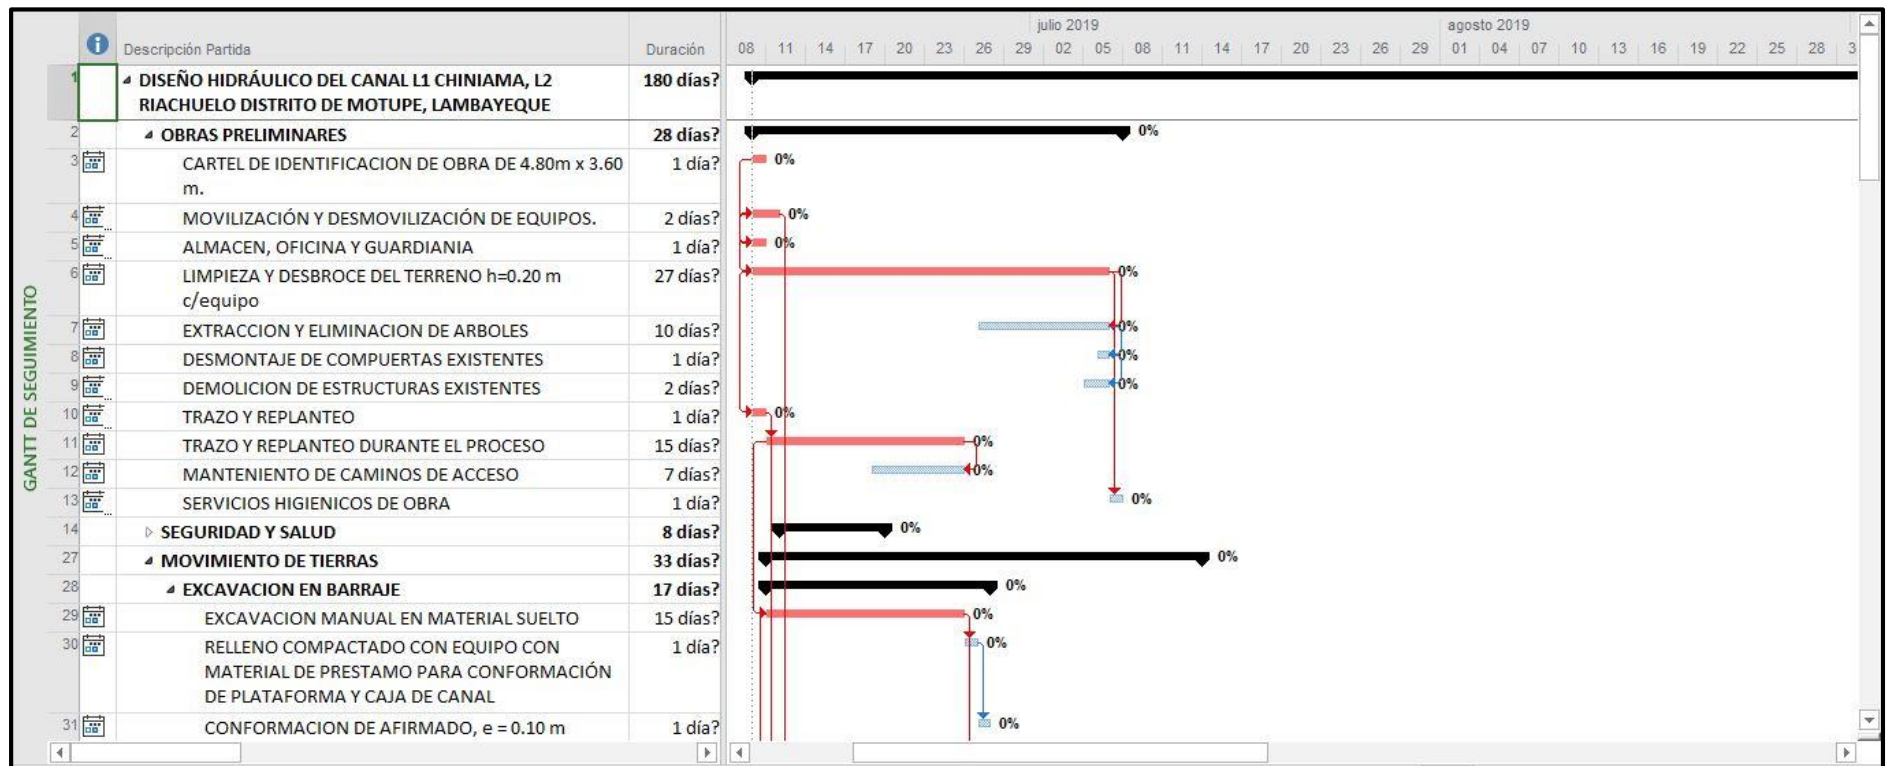 julio 2019 agosto 2019
Descripción Partida Duración 08 11 14 17 20 23 26 29 02 05 08 11 14 17 20 23 26 29 01 04 07 10 13 16 19 22 25 28 3
1 DISEÑO HIDRÁULICO DEL CANAL L1 CHINIAMA, L2 180 días?
RIACHUELO DISTRITO DE MOTUPE, LAMBAYEQUE
2 OBRAS PRELIMINARES 28 días? 0%
3 CARTEL DE IDENTIFICACION DE OBRA DE 4.80m x 3.60 1 día? 0%
m.
4 MOVILIZACIÓN Y DESMOVILIZACIÓN DE EQUIPOS. 2 días? 0%
5 ALMACEN, OFICINA Y GUARDIANIA 1 día? 0%
6 LIMPIEZA Y DESBROCE DEL TERRENO h=0.20 m 27 días? 0%
c/equipo
7 EXTRACCION Y ELIMINACION DE ARBOLES 10 días? 0%
8 DESMONTAJE DE COMPUERTAS EXISTENTES 1 día? 0%
9 DEMOLICION DE ESTRUCTURAS EXISTENTES 2 días? 0%
10 TRAZO Y REPLANTEO 1 día? 0%
11 TRAZO Y REPLANTEO DURANTE EL PROCESO 15 días? 0%
12 MANTENIENTO DE CAMINOS DE ACCESO 7 días? 0%
13 SERVICIOS HIGIENICOS DE OBRA 1 día? 0%
14 SEGURIDAD Y SALUD 8 días? 0%
27 MOVIMIENTO DE TIERRAS 33 días? 0%
28 EXCAVACION EN BARRAJE 17 días? 0%
29 EXCAVACION MANUAL EN MATERIAL SUELTO 15 días? 0%
30 RELLENO COMPACTADO CON EQUIPO CON 1 día? 0%
MATERIAL DE PRESTAMO PARA CONFORMACIÓN
DE PLATAFORMA Y CAJA DE CANAL
31 CONFORMACION DE AFIRMADO, e = 0.10 m 1 día? 0%
GANTT DE SEGUIMIENTO